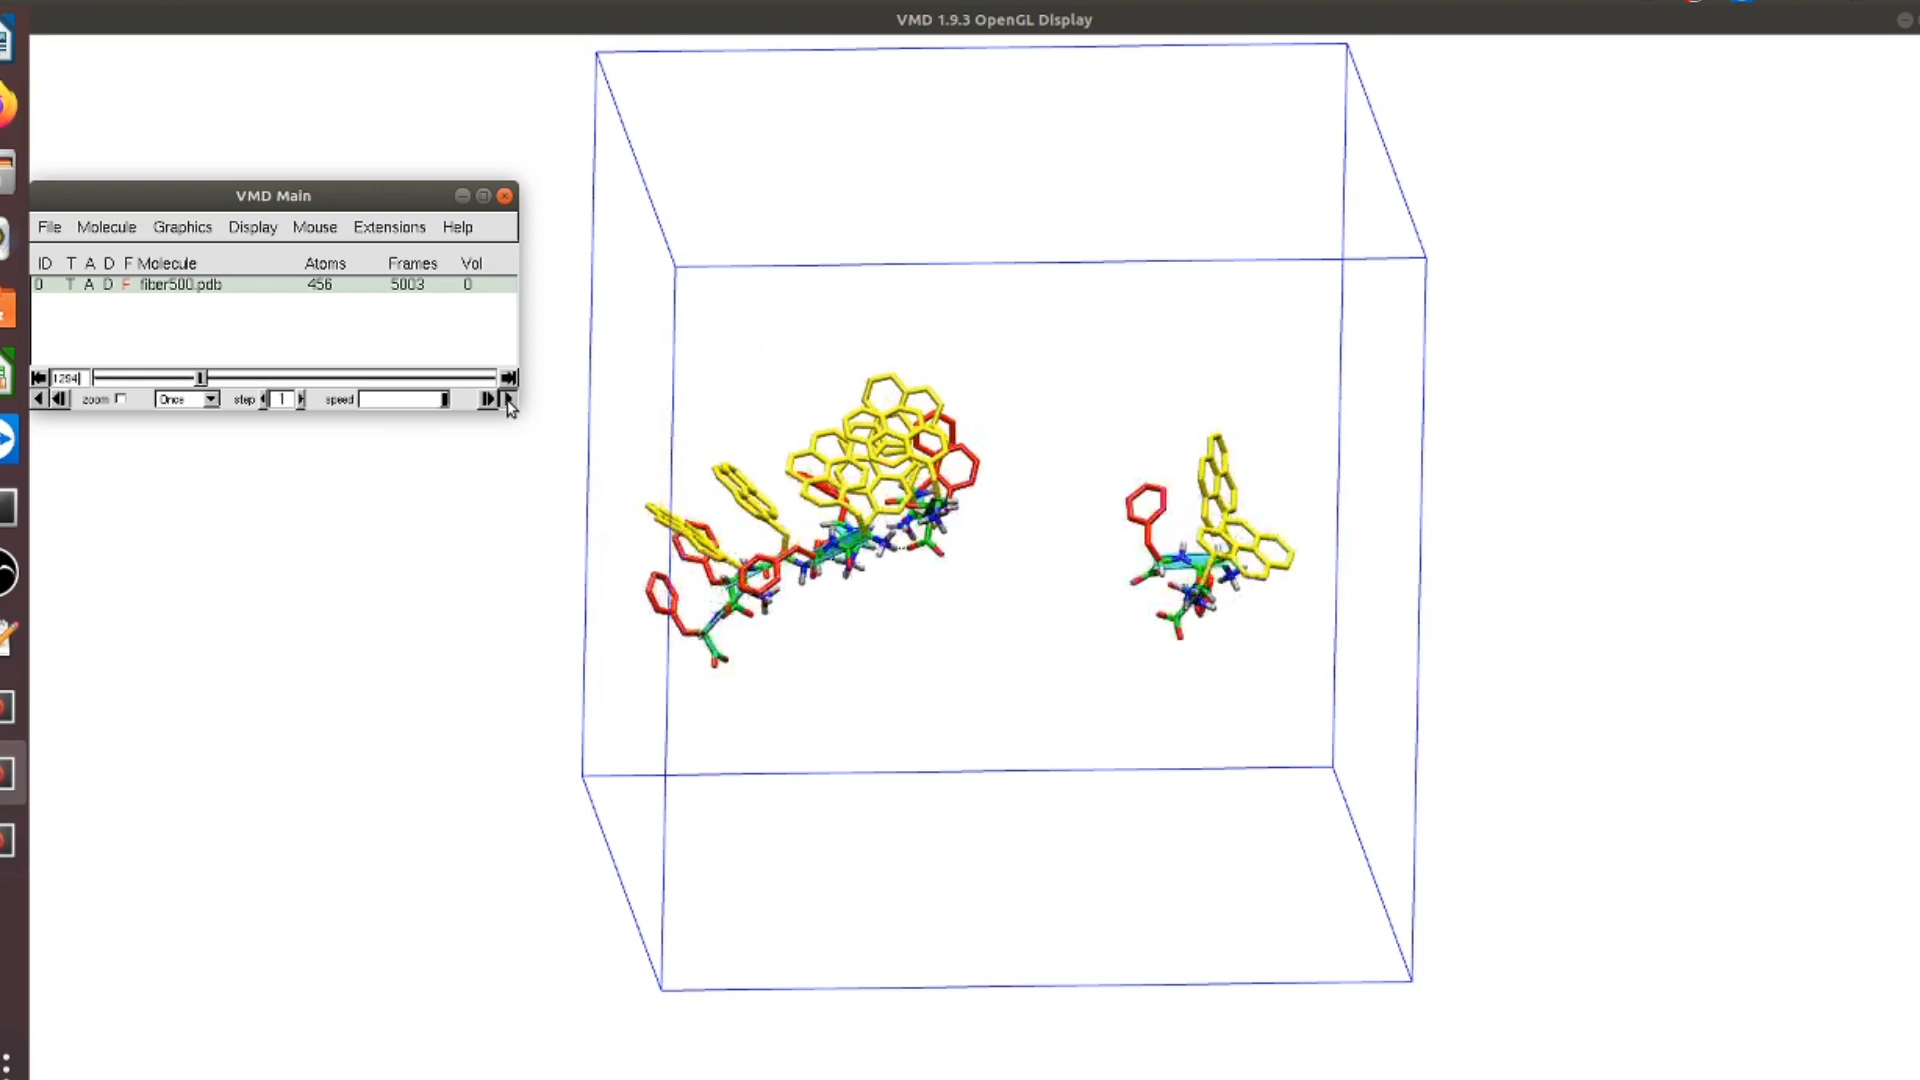 VMD 1.9.3 OpenGL Display
VMD Main
File Molecule Graphics Display Mouse Extensions Help
ID T A D F Molecule Atoms Frames Vol
0 T A D F fiber500.pdb 456 5003 0
1294
zoom Once step 1 speed